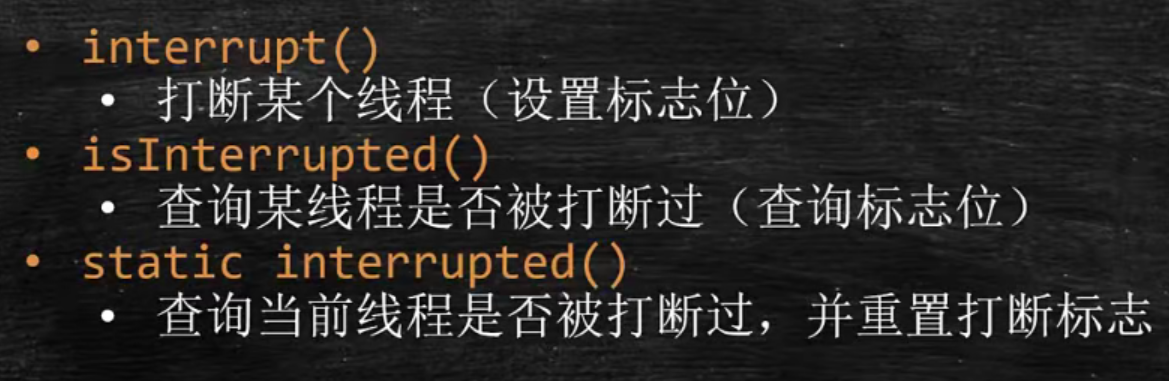 • interrupt()
• 打断某个线程（设置标志位）
• isInterrupted()
• 查询某线程是否被打断过（查询标志位）
• static interrupted()
• 查询当前线程是否被打断过，并重置打断标志